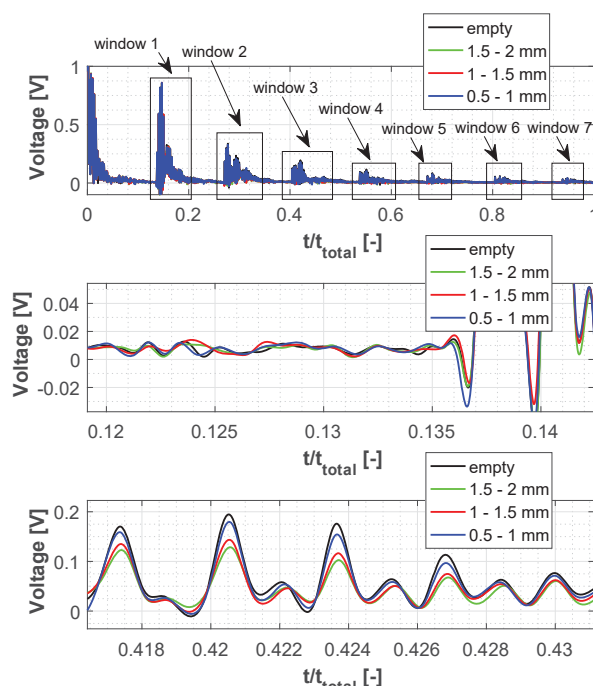 empty
1.5 - 2 mm
1 - 1.5 mm
0.5 - 1 mm
window 1
window 2
window 3
window 4
window 5
window 6
window 7
Voltage [V]
1
0.5
0
0 0.2 0.4 0.6 0.8 1
t/t_total [-]
empty
1.5 - 2 mm
1 - 1.5 mm
0.5 - 1 mm
Voltage [V]
0.04
0.02
0
-0.02
0.12 0.125 0.13 0.135 0.14
t/t_total [-]
empty
1.5 - 2 mm
1 - 1.5 mm
0.5 - 1 mm
Voltage [V]
0.2
0.1
0
0.418 0.42 0.422 0.424 0.426 0.428 0.43
t/t_total [-]